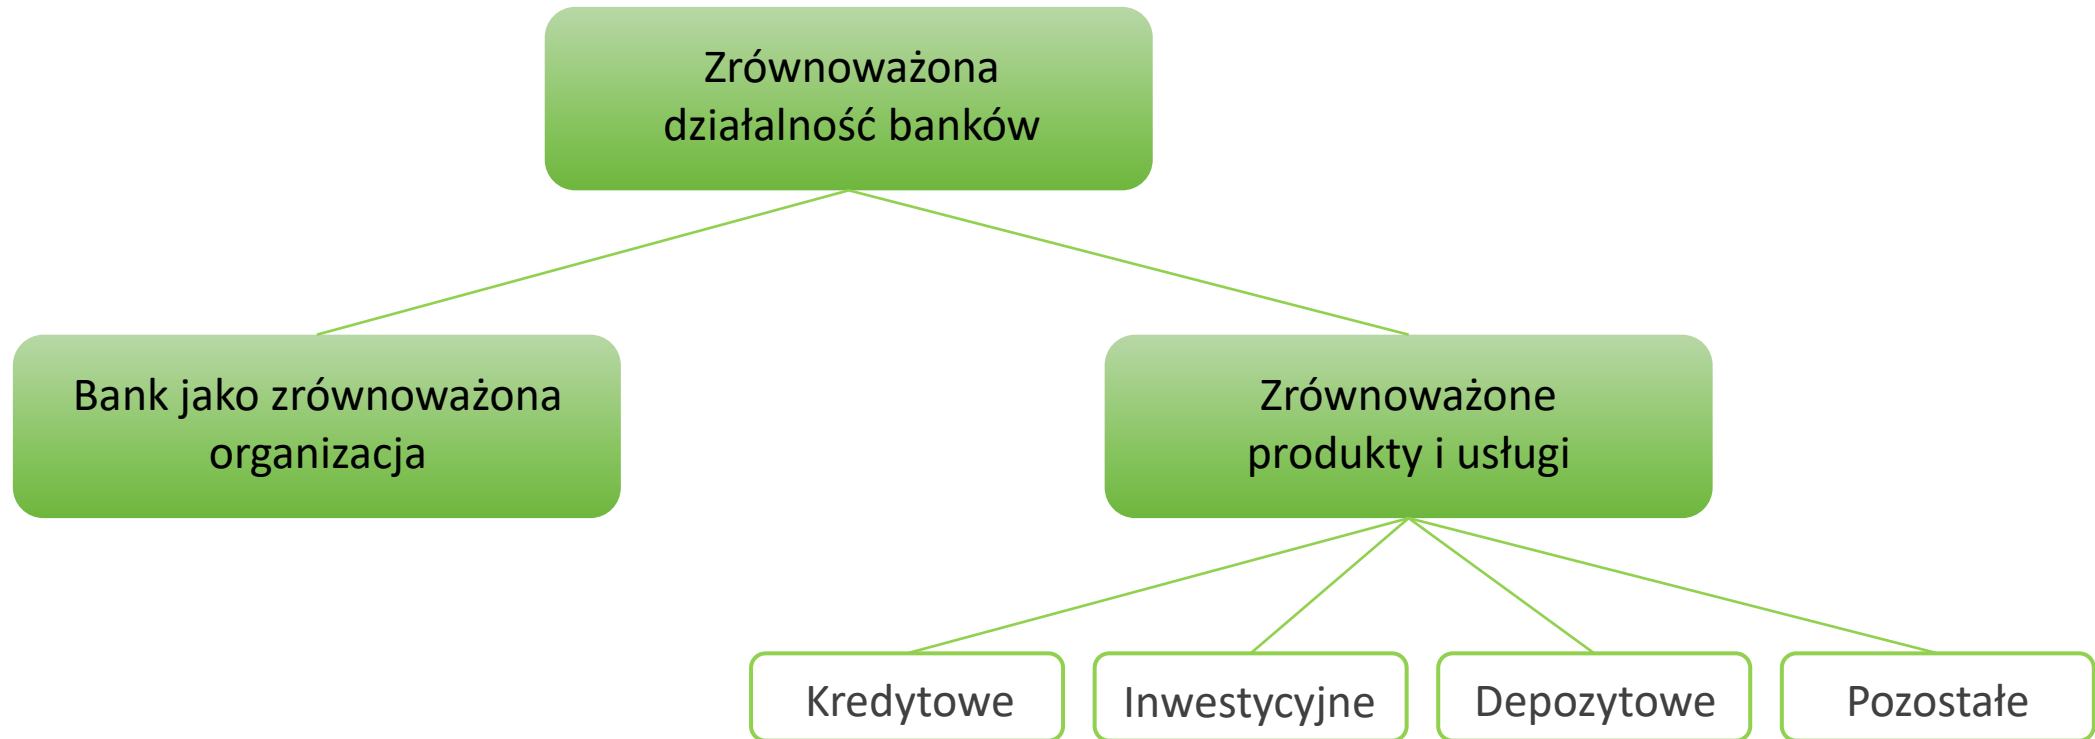 Zrównoważona
działalność banków
Bank jako zrównoważona
organizacja
Zrównoważone
produkty i usługi
Kredytowe
Inwestycyjne
Depozytowe
Pozostałe